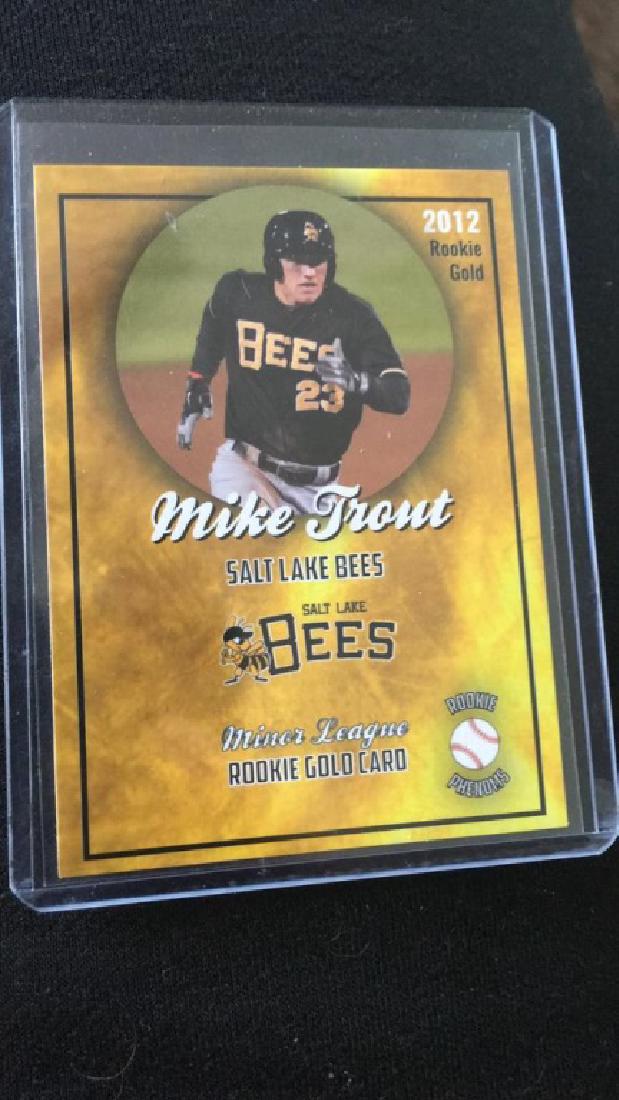 2012
Rookie
Gold
BEES
23
Mike Trout
SALT LAKE BEES
SALT LAKE
BEES
Minor League
ROOKIE GOLD CARD
ROOKIE
PHENOMS